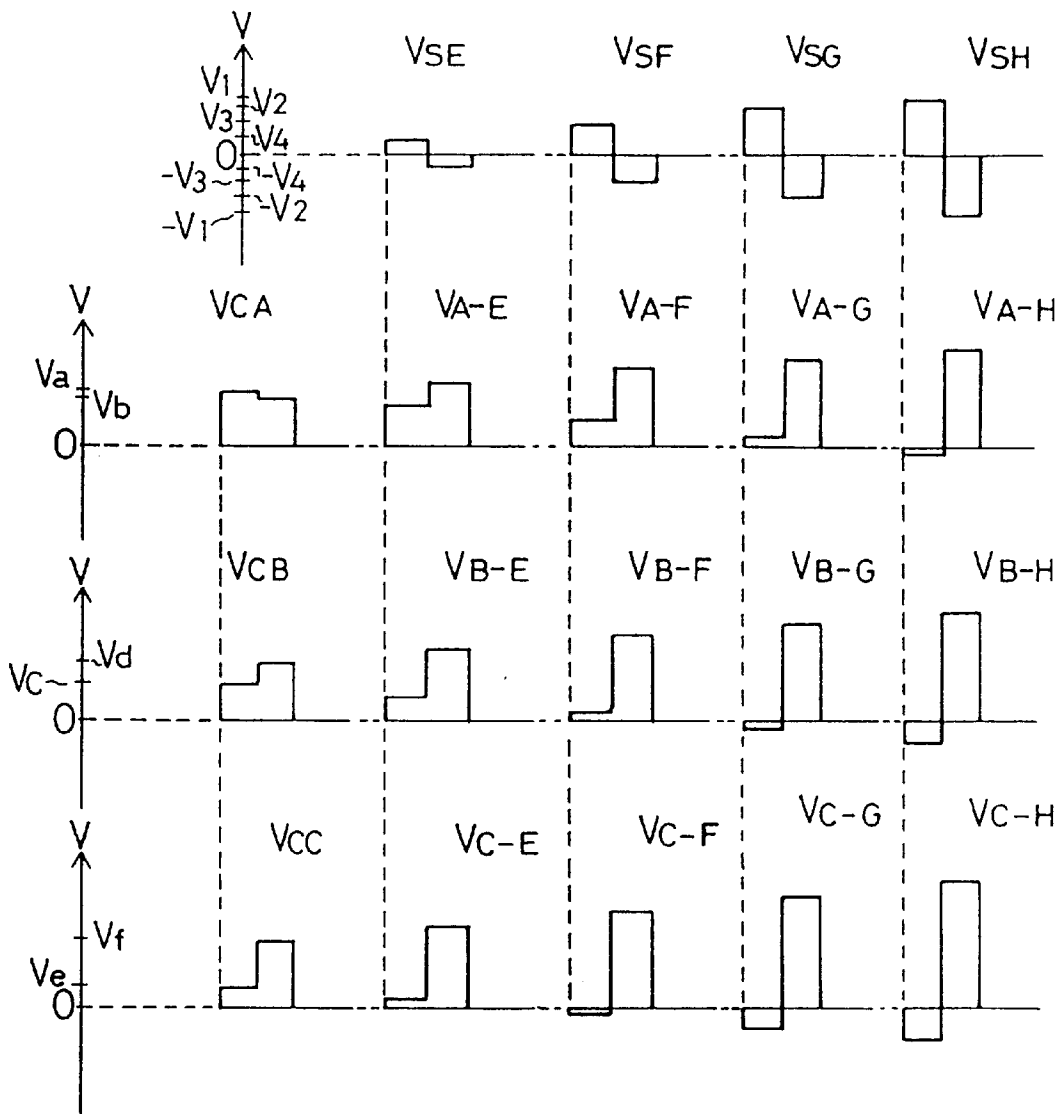 V VSE VSF VSG VSH
V1 V2
V3 V4
0
-V3 -V4
-V1 -V2
V VCA VA-E VA-F VA-G VA-H
Va
Vb
0
V VCB VB-E VB-F VB-G VB-H
Vd
Vc
0
V VCC VC-E VC-F VC-G VC-H
Vf
Ve
0